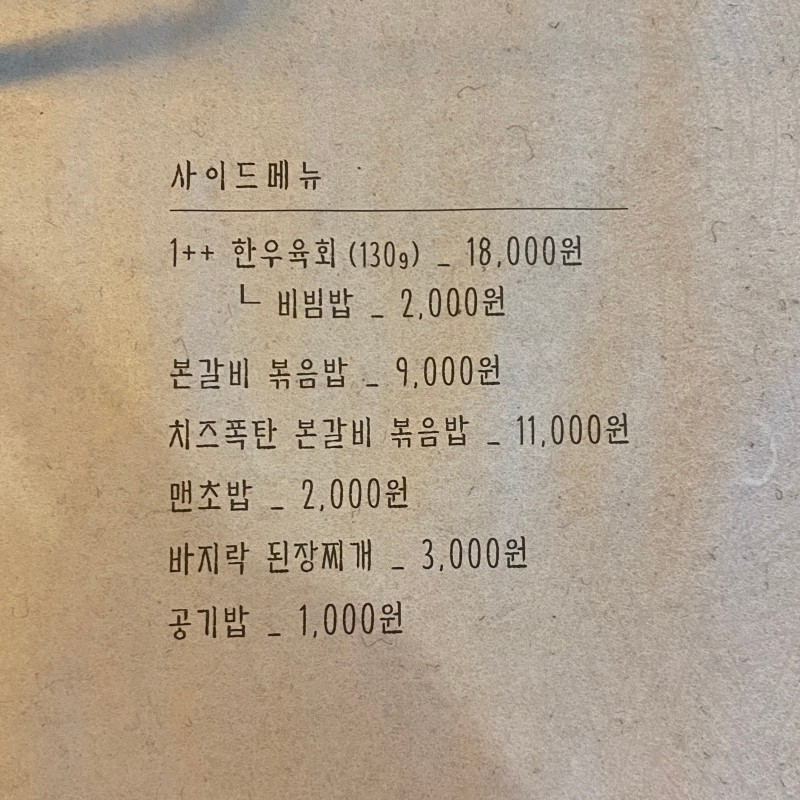 사이드메뉴
1++ 한우육회 (130g) _ 18,000원
ㄴ 비빔밥 _ 2,000원
본갈비 볶음밥 _ 9,000원
치즈폭탄 본갈비 볶음밥 _ 11,000원
맨초밥 _ 2,000원
바지락 된장찌개 _ 3,000원
공기밥 _ 1,000원